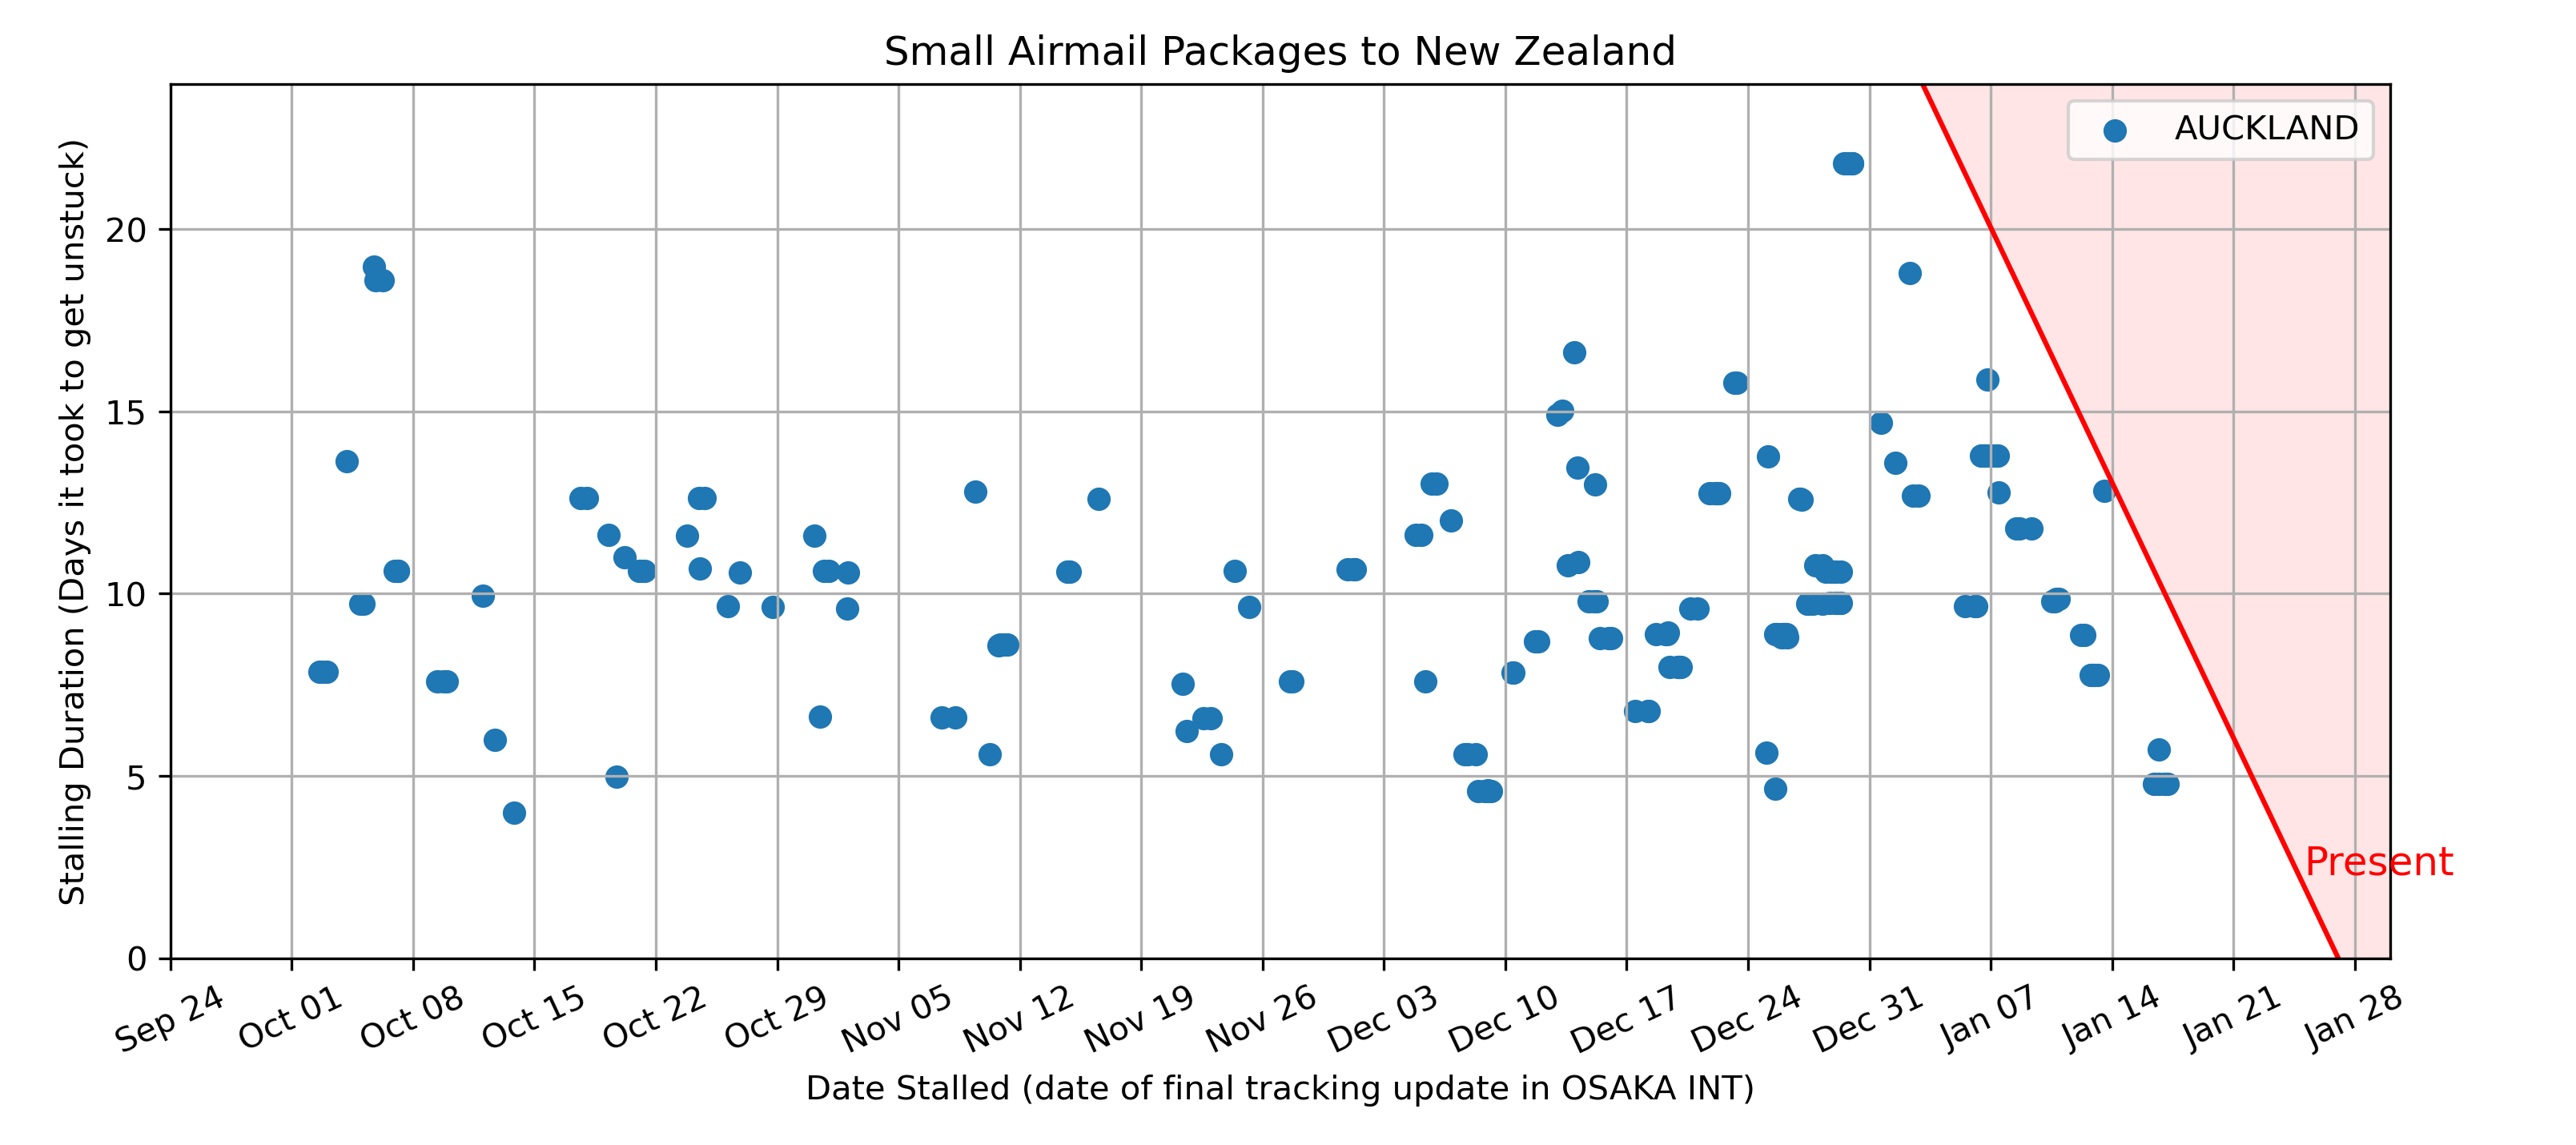 Small Airmail Packages to New Zealand
AUCKLAND
Stalling Duration (Days it took to get unstuck)
20
15
10
5
0
Present
Sep 24 Oct 01 Oct 08 Oct 15 Oct 22 Oct 29 Nov 05 Nov 12 Nov 19 Nov 26 Dec 03 Dec 10 Dec 17 Dec 24 Dec 31 Jan 07 Jan 14 Jan 21 Jan 28
Date Stalled (date of final tracking update in OSAKA INT)